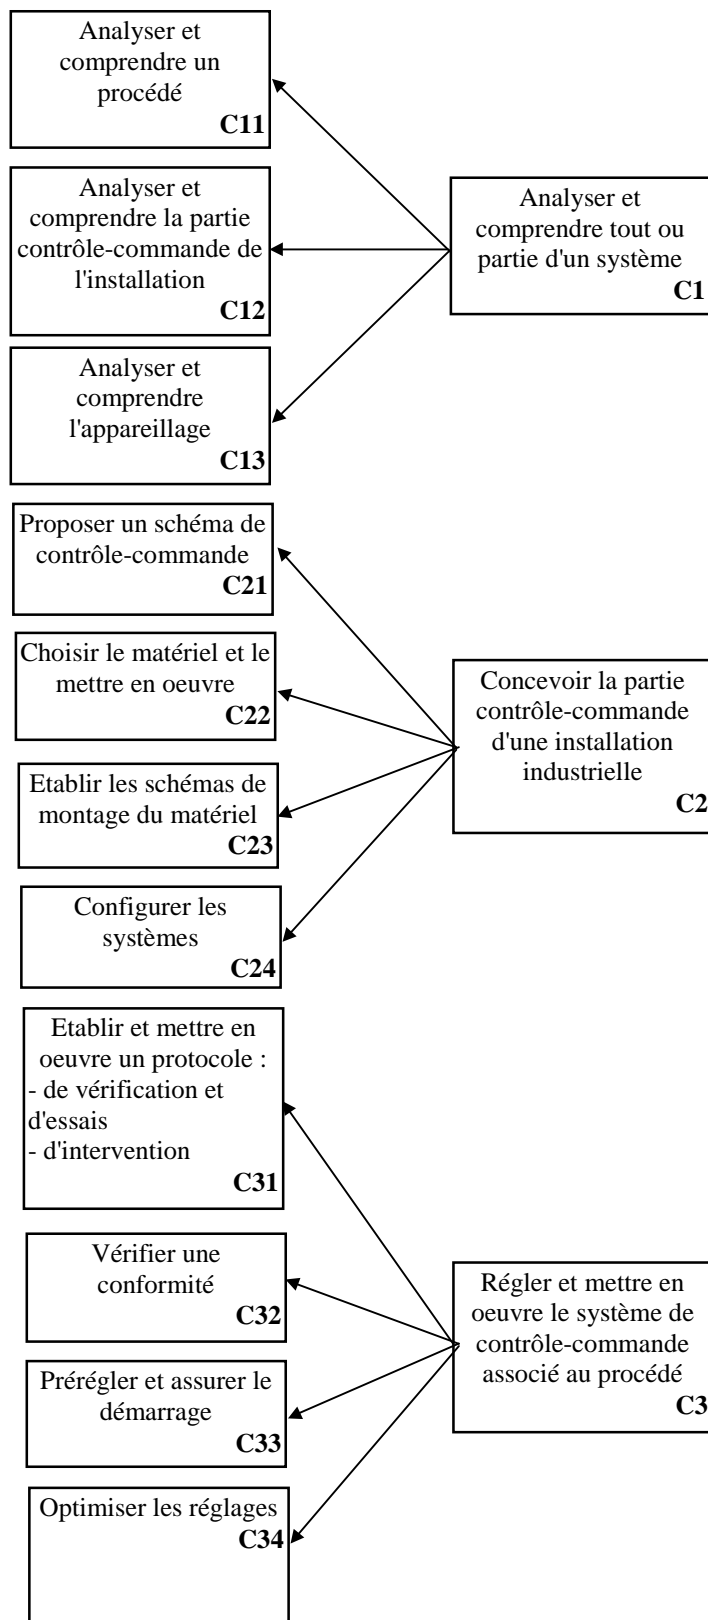 Analyser et
comprendre un
procédé
C11
Analyser et
comprendre la partie
contrôle-commande de
l'installation
C12
Analyser et
comprendre
l'appareillage
C13
Analyser et
comprendre tout ou
partie d'un système
C1
Proposer un schéma de
contrôle-commande
C21
Choisir le matériel et le
mettre en oeuvre
C22
Etablir les schémas de
montage du matériel
C23
Configurer les
systèmes
C24
Concevoir la partie
contrôle-commande
d'une installation
industrielle
C2
Etablir et mettre en
oeuvre un protocole :
- de vérification et
d'essais
- d'intervention
C31
Vérifier une
conformité
C32
Prérégler et assurer le
démarrage
C33
Optimiser les réglages
C34
Régler et mettre en
oeuvre le système de
contrôle-commande
associé au procédé
C3